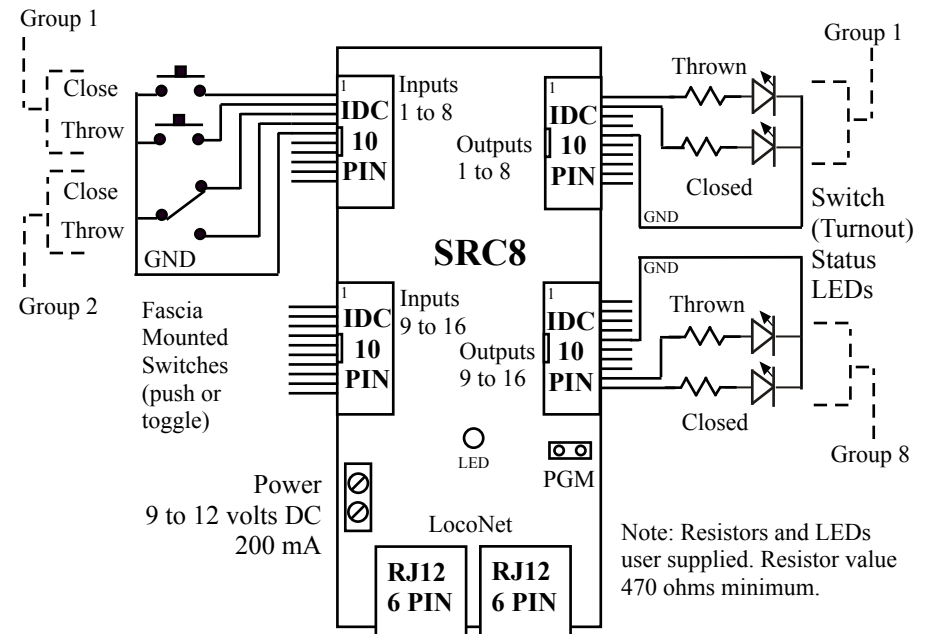 Group 1
Close
Throw
Close
Throw
GND
Group 2
Fascia
Mounted
Switches
(push or
toggle)
1
IDC
10
PIN
Inputs
1 to 8
1
IDC
10
PIN
Outputs
1 to 8
SRC8
1
IDC
10
PIN
Inputs
9 to 16
1
IDC
10
PIN
Outputs
9 to 16
Thrown
Closed
GND
Group 1
Switch
(Turnout)
Status
LEDs
GND
Thrown
Closed
Group 8
LED
PGM
Power
9 to 12 volts DC
200 mA
LocoNet
RJ12
6 PIN
RJ12
6 PIN
Note: Resistors and LEDs
user supplied. Resistor value
470 ohms minimum.